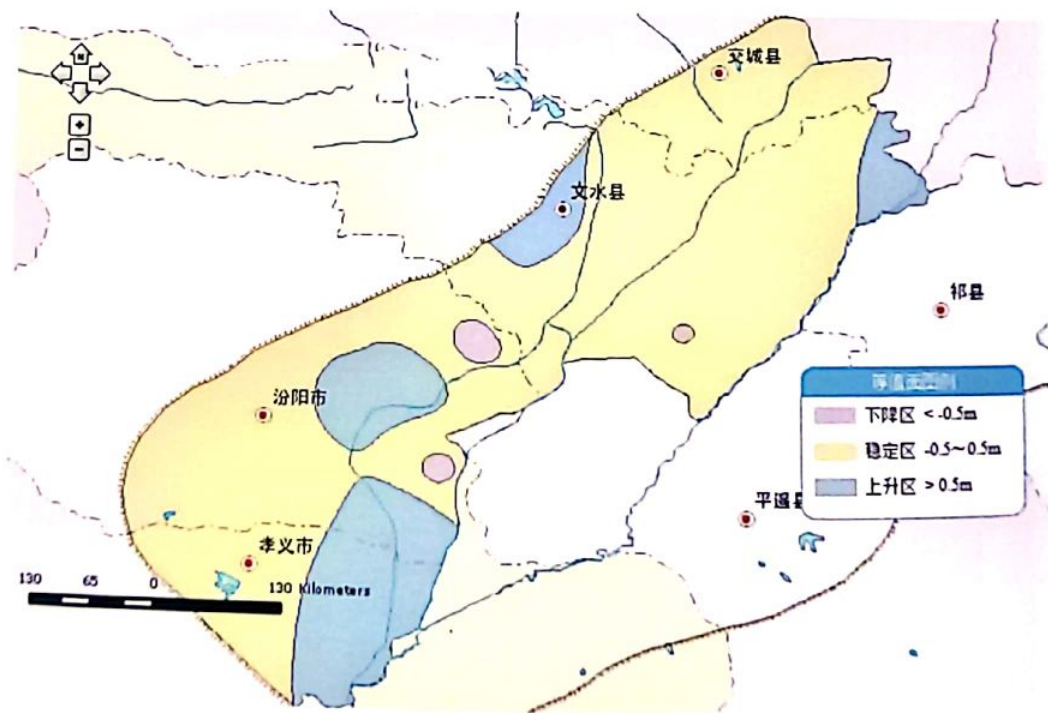 交城县
文水县
祁县
汾阳市
下降区 < -0.5m
稳定区 -0.5~0.5m
上升区 > 0.5m
平遥县
孝义市
130 65 0 130 Kilometers